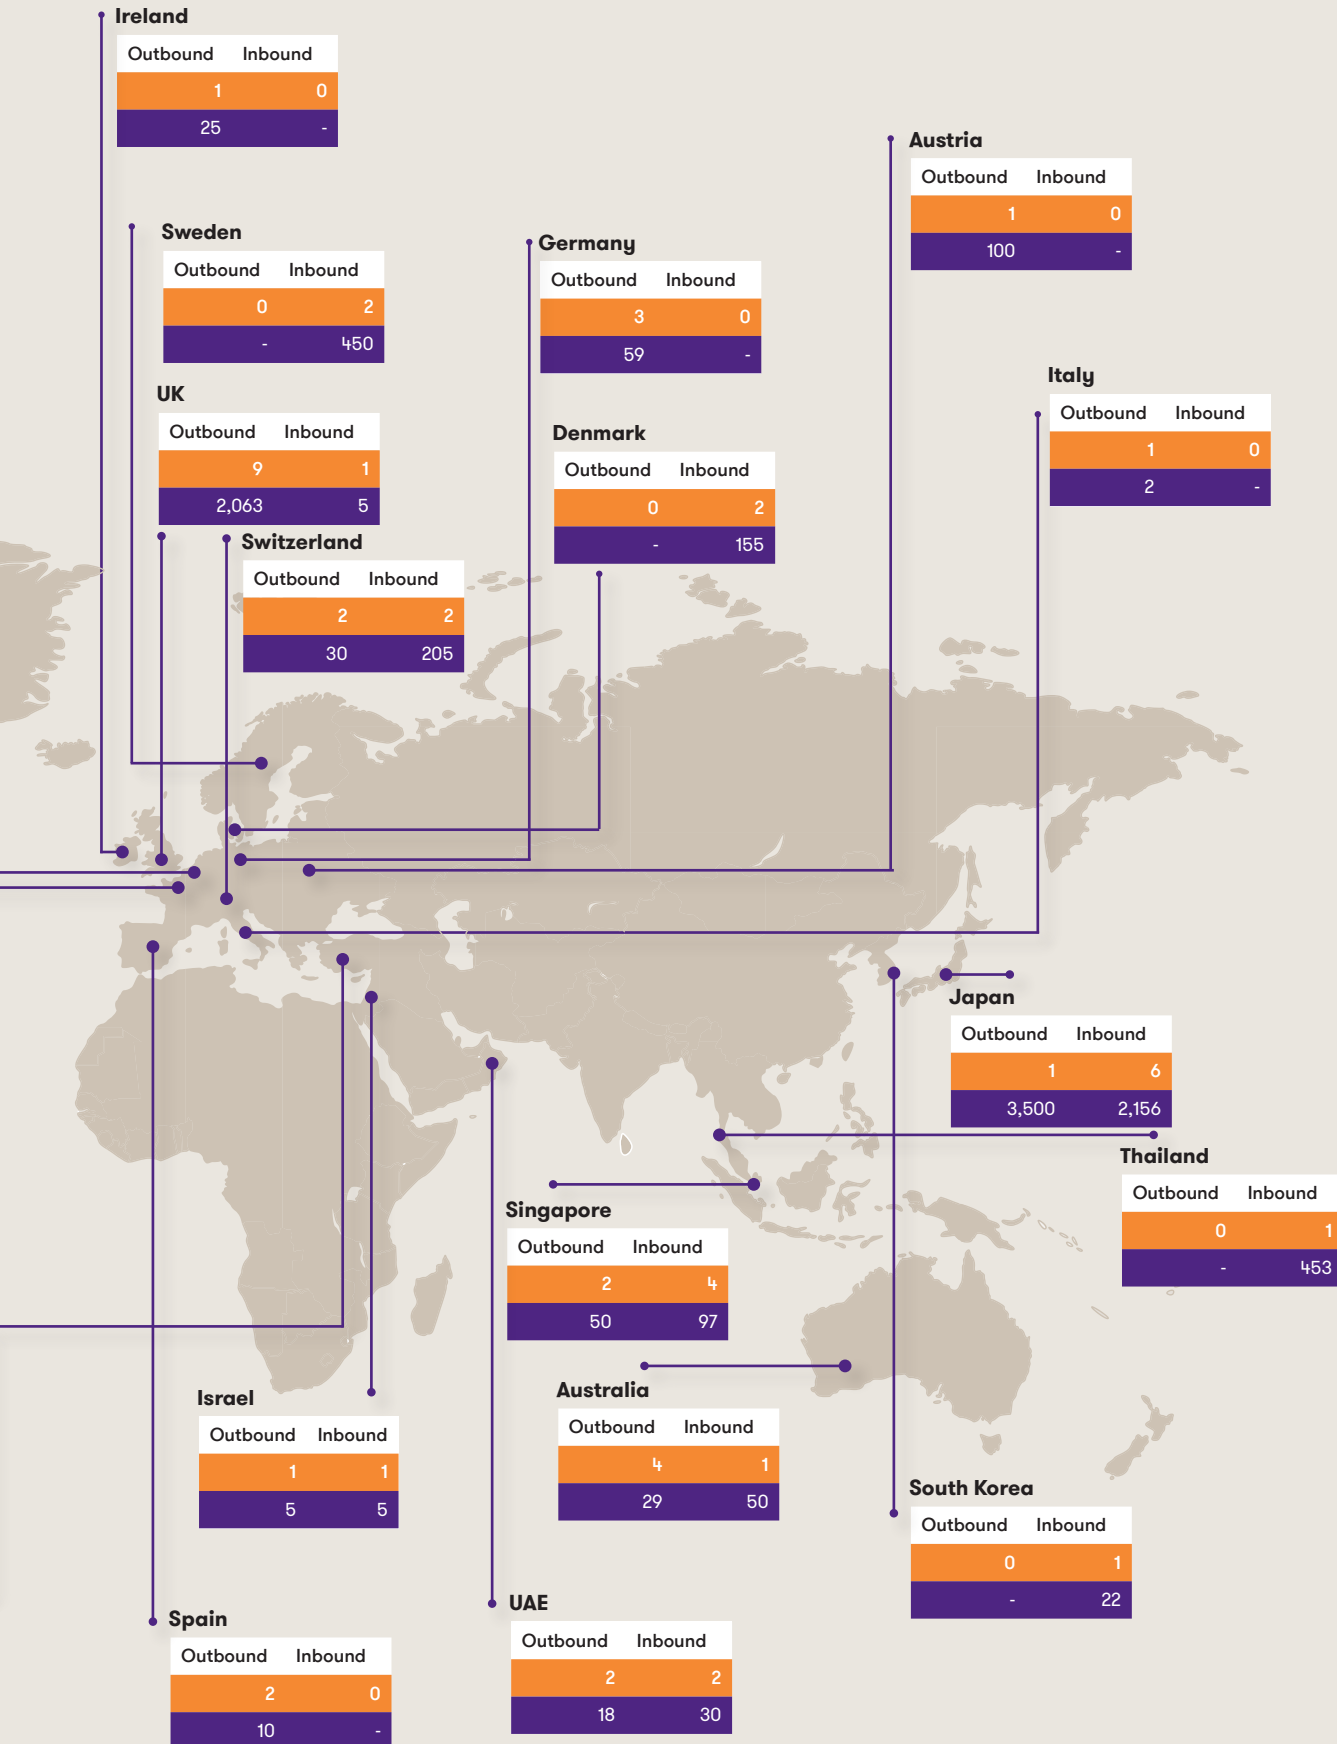 Ireland
Outbound Inbound
1 0
25 -
Austria
Outbound Inbound
1 0
100 -
Sweden
Outbound Inbound
0 2
- 450
Germany
Outbound Inbound
3 0
59 -
UK
Outbound Inbound
9 1
2,063 5
Denmark
Outbound Inbound
0 2
- 155
Italy
Outbound Inbound
1 0
2 -
Switzerland
Outbound Inbound
2 2
30 205
Japan
Outbound Inbound
1 6
3,500 2,156
Thailand
Outbound Inbound
0 1
- 453
Singapore
Outbound Inbound
2 4
50 97
Israel
Outbound Inbound
1 1
5 5
Australia
Outbound Inbound
4 1
29 50
South Korea
Outbound Inbound
0 1
- 22
Spain
Outbound Inbound
2 0
10 -
UAE
Outbound Inbound
2 2
18 30